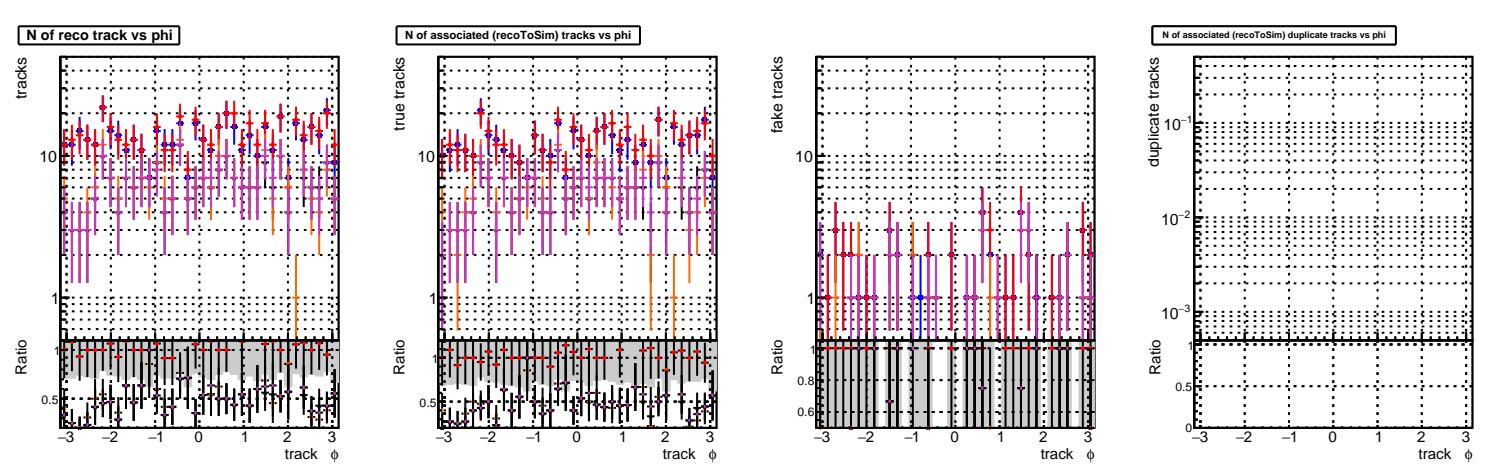 N of reco track vs phi
tracks
10
1
Ratio
1
0.5
−3 −2 −1 0 1 2 3
track ϕ
N of associated (recoToSim) tracks vs phi
true tracks
10
1
Ratio
1
0.5
−3 −2 −1 0 1 2 3
track ϕ
fake tracks
10
1
Ratio
1
0.8
0.6
−3 −2 −1 0 1 2 3
track ϕ
N of associated (recoToSim) duplicate tracks vs phi
duplicate tracks
10⁻¹
10⁻²
10⁻³
Ratio
1
0.5
0
−3 −2 −1 0 1 2 3
track ϕ